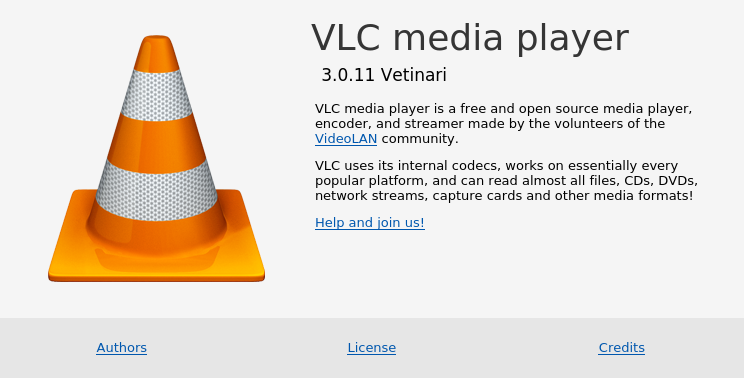 VLC media player
3.0.11 Vetinari
VLC media player is a free and open source media player,
encoder, and streamer made by the volunteers of the
VideoLAN community.
VLC uses its internal codecs, works on essentially every
popular platform, and can read almost all files, CDs, DVDs,
network streams, capture cards and other media formats!
Help and join us!
Authors
License
Credits